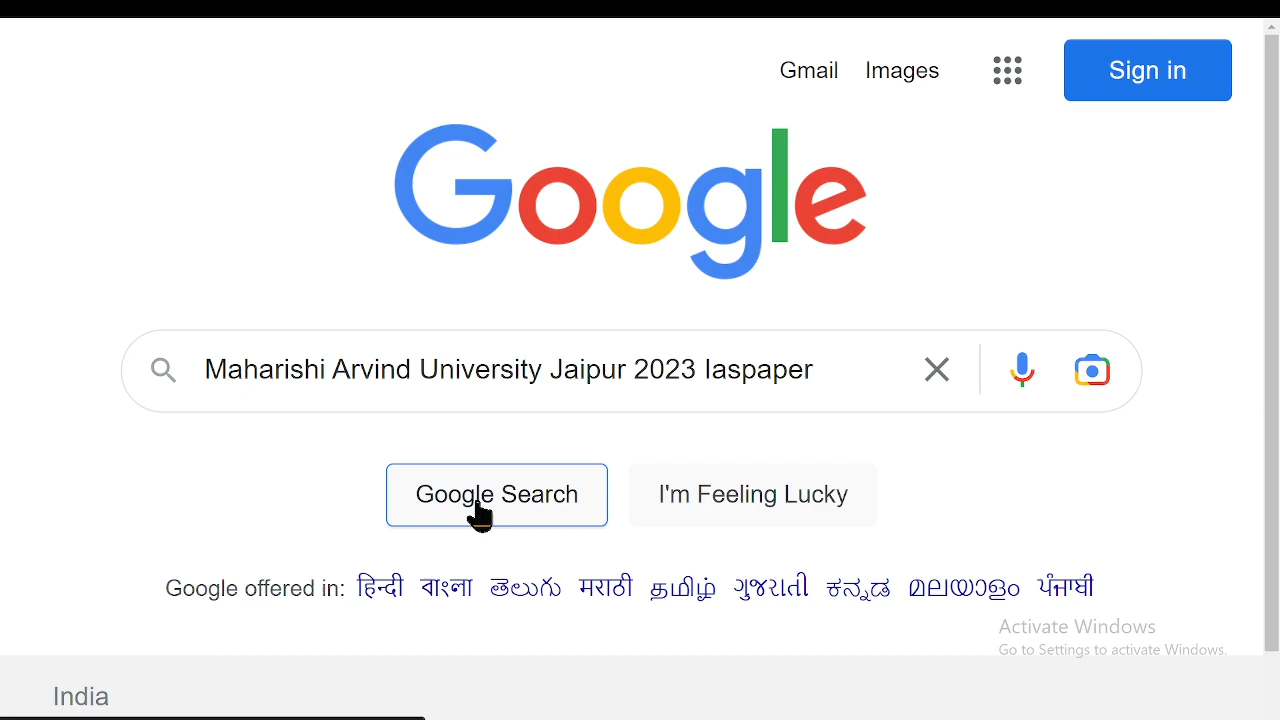 Gmail Images Sign in
Google
Maharishi Arvind University Jaipur 2023 Iaspaper
Google Search I'm Feeling Lucky
Google offered in: हिन्दी বাংলা తెలుగు मराठी தமிழ் ગુજરાતી ಕನ್ನಡ മലയാളം ਪੰਜਾਬੀ
Activate Windows
Go to Settings to activate Windows.
India